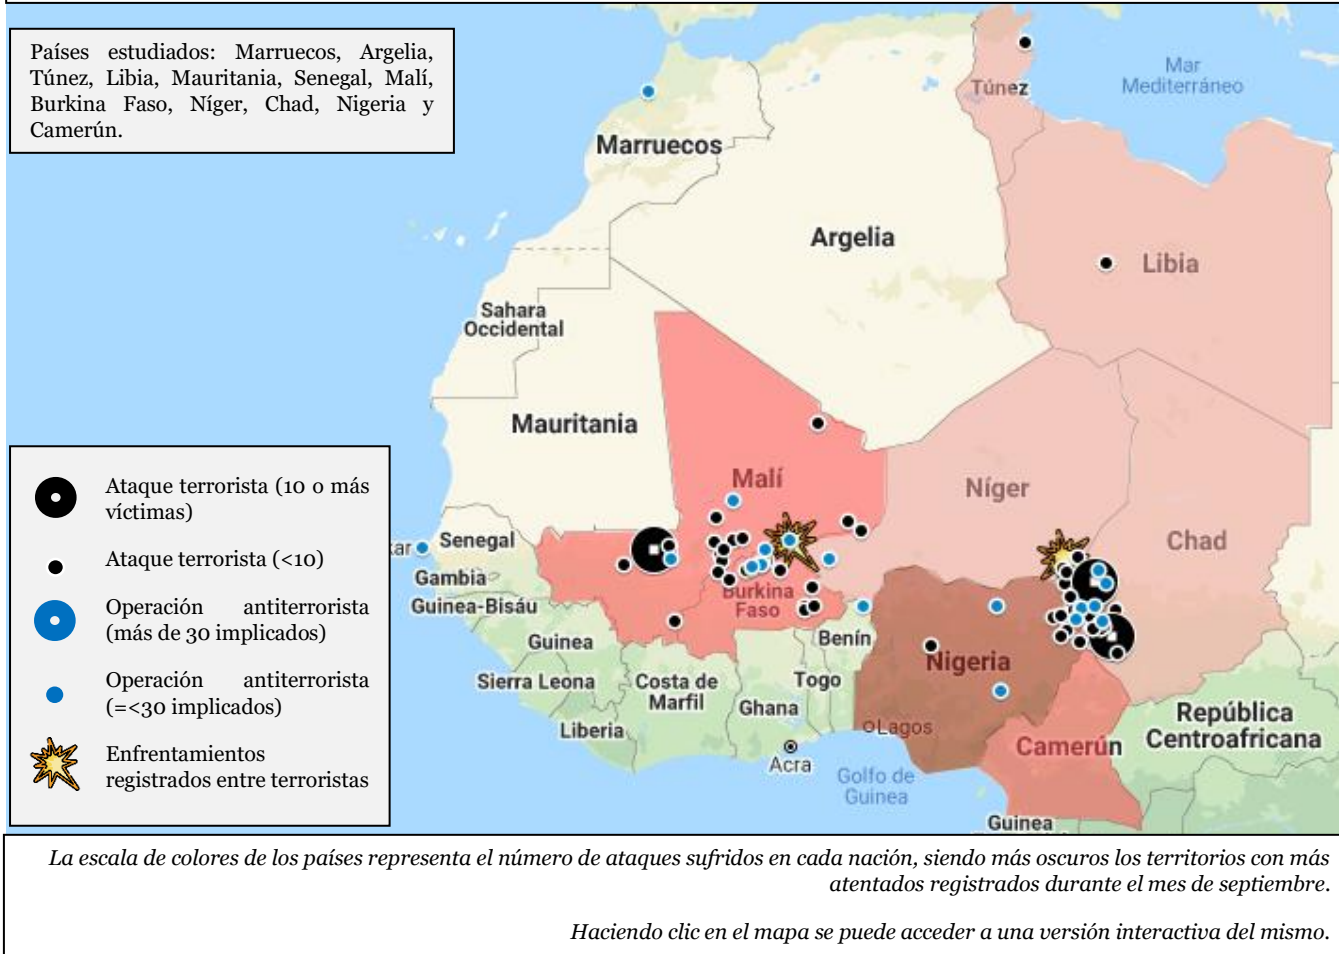 Países estudiados: Marruecos, Argelia,
Túnez, Libia, Mauritania, Senegal, Malí,
Burkina Faso, Níger, Chad, Nigeria y
Camerún.
Mar
Mediterráneo
Túnez
Marruecos
Argelia
Libia
Sahara
Occidental
Mauritania
Malí
Níger
Chad
Senegal
Gambia
Guinea-Bisáu
Burkina
Faso
Guinea
Benín
Sierra Leona
Costa de
Marfil
Togo
Ghana
Nigeria
Liberia
Lagos
Acra
Camerún
República
Centroafricana
Golfo de
Guinea
Guinea
Ataque terrorista (10 o más
víctimas)
Ataque terrorista (<10)
Operación antiterrorista
(más de 30 implicados)
Operación antiterrorista
(=<30 implicados)
Enfrentamientos
registrados entre terroristas
La escala de colores de los países representa el número de ataques sufridos en cada nación, siendo más oscuros los territorios con más
atentados registrados durante el mes de septiembre.
Haciendo clic en el mapa se puede acceder a una versión interactiva del mismo.